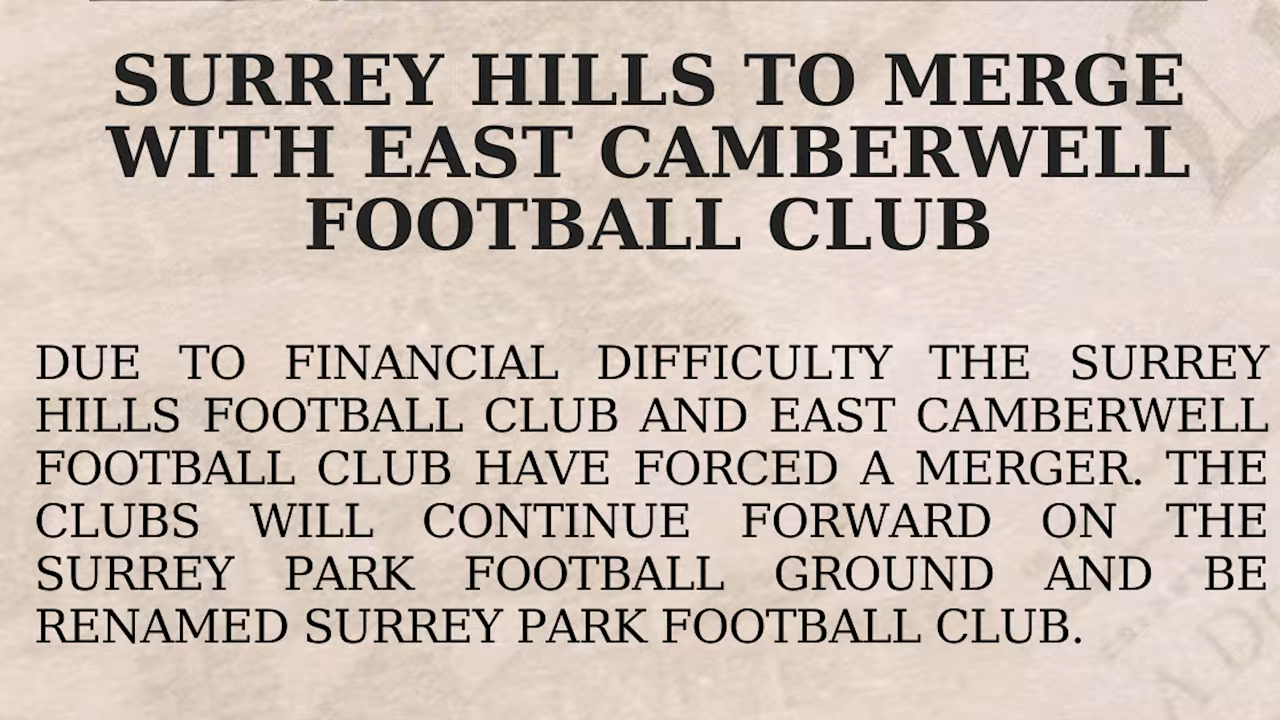 SURREY HILLS TO MERGE
WITH EAST CAMBERWELL
FOOTBALL CLUB
DUE TO FINANCIAL DIFFICULTY THE SURREY
HILLS FOOTBALL CLUB AND EAST CAMBERWELL
FOOTBALL CLUB HAVE FORCED A MERGER. THE
CLUBS WILL CONTINUE FORWARD ON THE
SURREY PARK FOOTBALL GROUND AND BE
RENAMED SURREY PARK FOOTBALL CLUB.